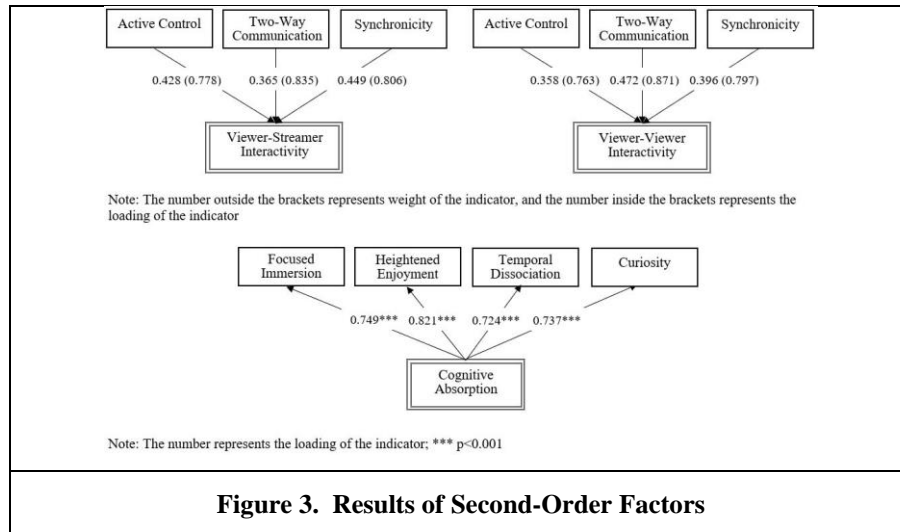 Active Control
Two-Way
Communication
Synchronicity
Active Control
Two-Way
Communication
Synchronicity
0.428 (0.778)
0.365 (0.835)
0.449 (0.806)
0.358 (0.763)
0.472 (0.871)
0.396 (0.797)
Viewer-Streamer
Interactivity
Viewer-Viewer
Interactivity
Note: The number outside the brackets represents weight of the indicator, and the number inside the brackets represents the
loading of the indicator
Focused
Immersion
Heightened
Enjoyment
Temporal
Dissociation
Curiosity
0.749***
0.821***
0.724***
0.737***
Cognitive
Absorption
Note: The number represents the loading of the indicator; *** p<0.001
Figure 3. Results of Second-Order Factors